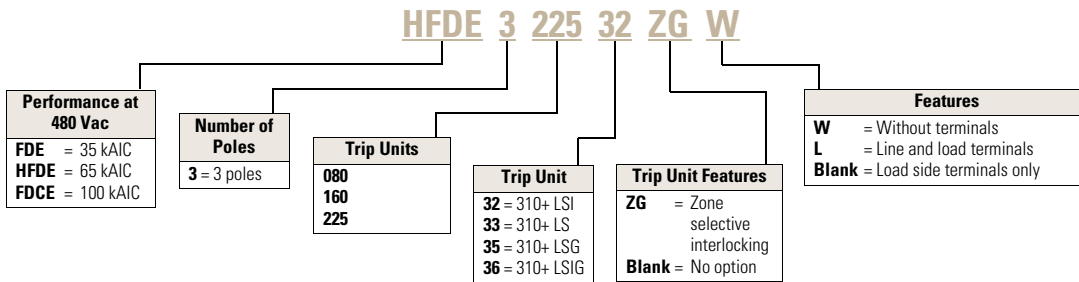 HFDE 3 225 32 ZG W
Performance at
480 Vac
FDE = 35 kAIC
HFDE = 65 kAIC
FDCE = 100 kAIC
Number of
Poles
3 = 3 poles
Trip Units
080
160
225
Trip Unit
32 = 310+ LSI
33 = 310+ LS
35 = 310+ LSG
36 = 310+ LSIG
Trip Unit Features
ZG = Zone
selective
interlocking
Blank = No option
Features
W = Without terminals
L = Line and load terminals
Blank = Load side terminals only